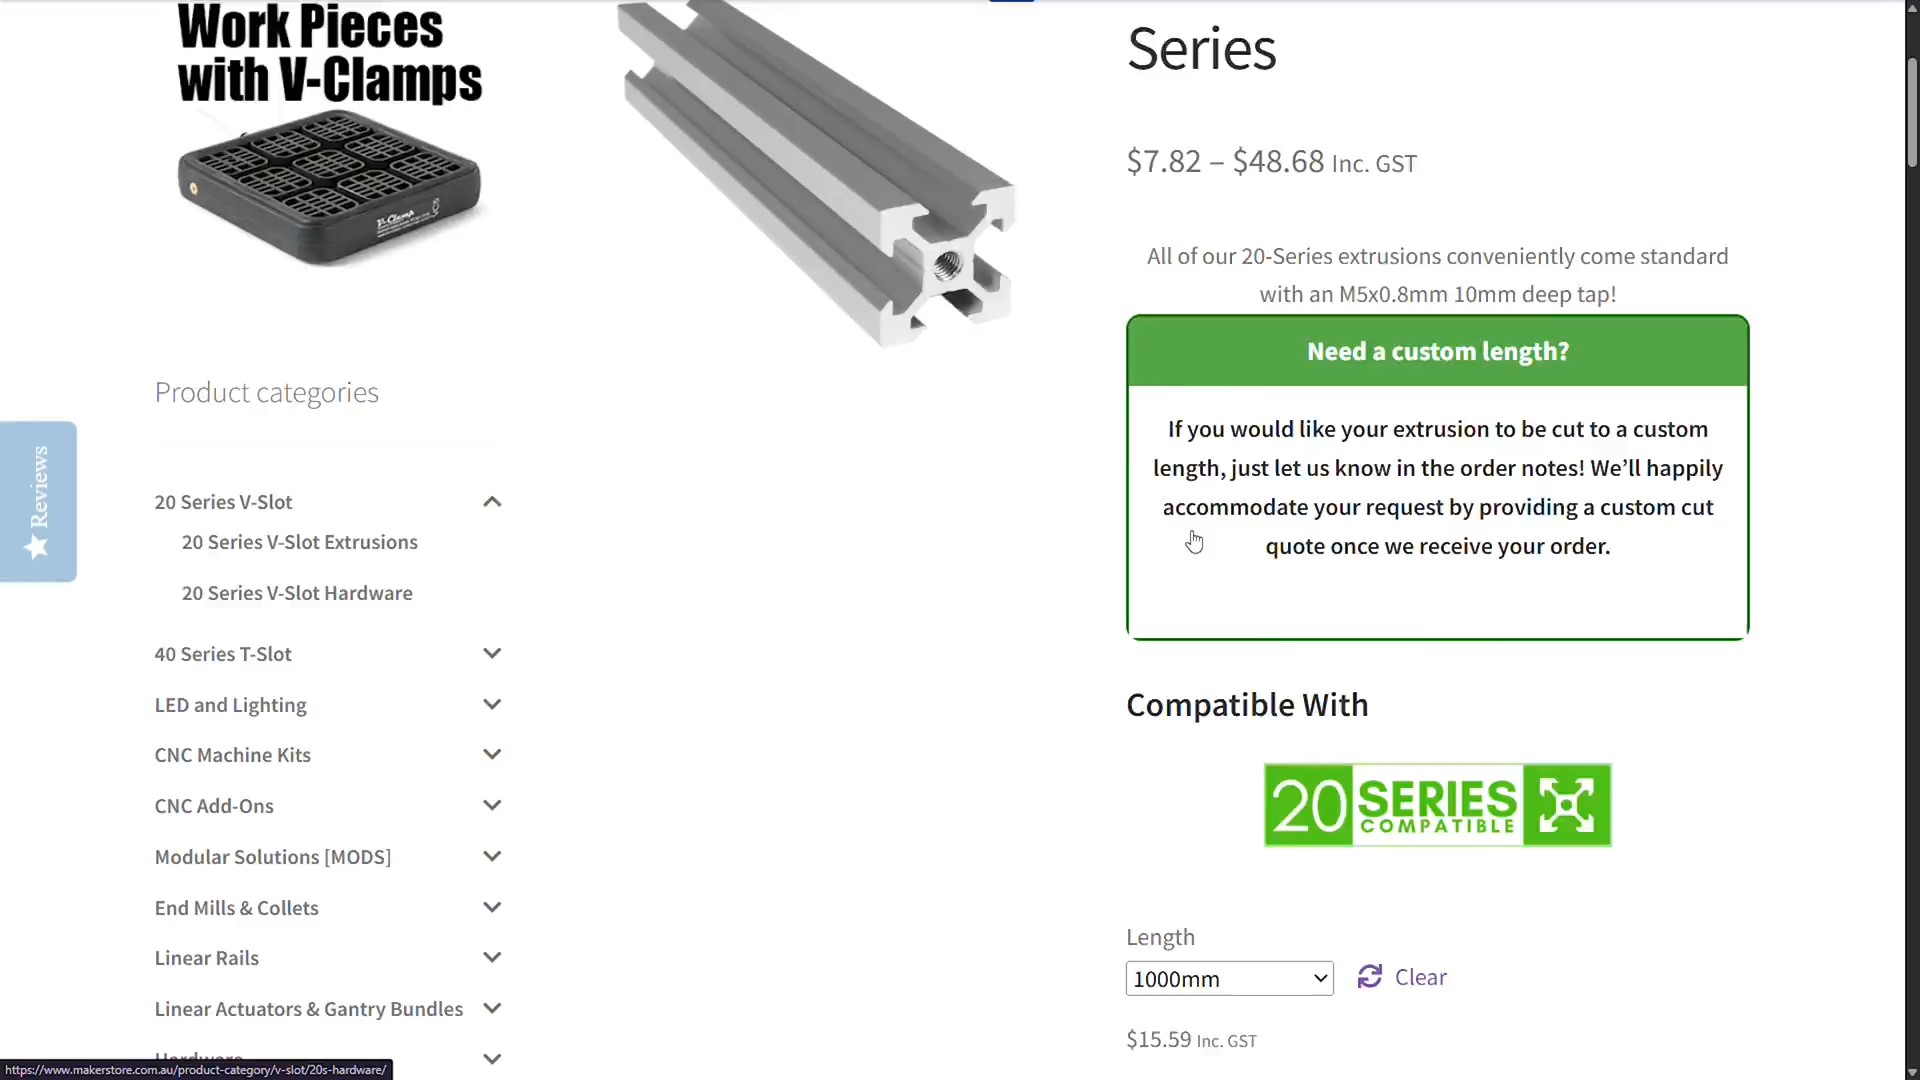 Work Pieces
with V-Clamps
V-Clamp
Reviews
Product categories
20 Series V-Slot
20 Series V-Slot Extrusions
20 Series V-Slot Hardware
40 Series T-Slot
LED and Lighting
CNC Machine Kits
CNC Add-Ons
Modular Solutions [MODS]
End Mills & Collets
Linear Rails
Linear Actuators & Gantry Bundles
Hardware
https://www.makerstore.com.au/product-category/v-slot/20s-hardware/
Series
$7.82 – $48.68 Inc. GST
All of our 20-Series extrusions conveniently come standard
with an M5x0.8mm 10mm deep tap!
Need a custom length?
If you would like your extrusion to be cut to a custom
length, just let us know in the order notes! We’ll happily
accommodate your request by providing a custom cut
quote once we receive your order.
Compatible With
20 SERIES
COMPATIBLE
Length
1000mm
Clear
$15.59 Inc. GST